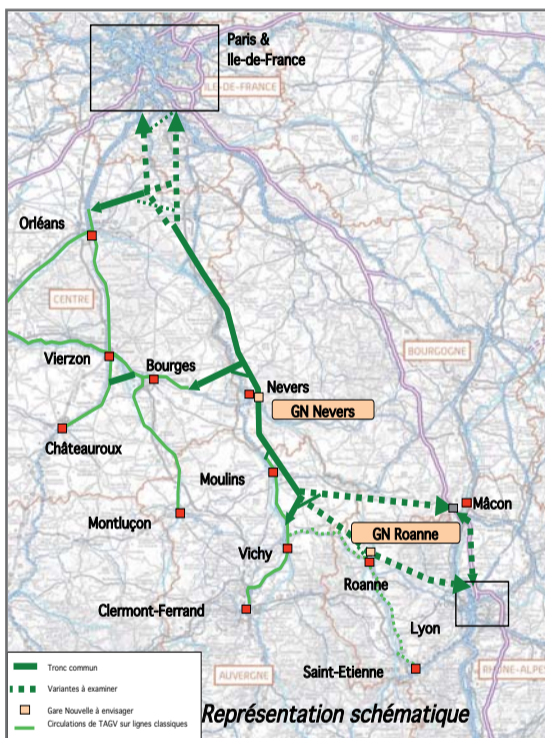 Paris &
Ile-de-France
ILE-DE-FRANCE
Orléans
CENTRE
Vierzon
Bourges
BOURGOGNE
Nevers
GN Nevers
Châteauroux
Moulins
Mâcon
Montluçon
GN Roanne
Vichy
Roanne
Clermont-Ferrand
Lyon
Saint-Etienne
AUVERGNE
RHONE-ALPES
Tronc commun
Variantes à examiner
Gare Nouvelle à envisager
Circulations de TAGV sur lignes classiques
Représentation schématique